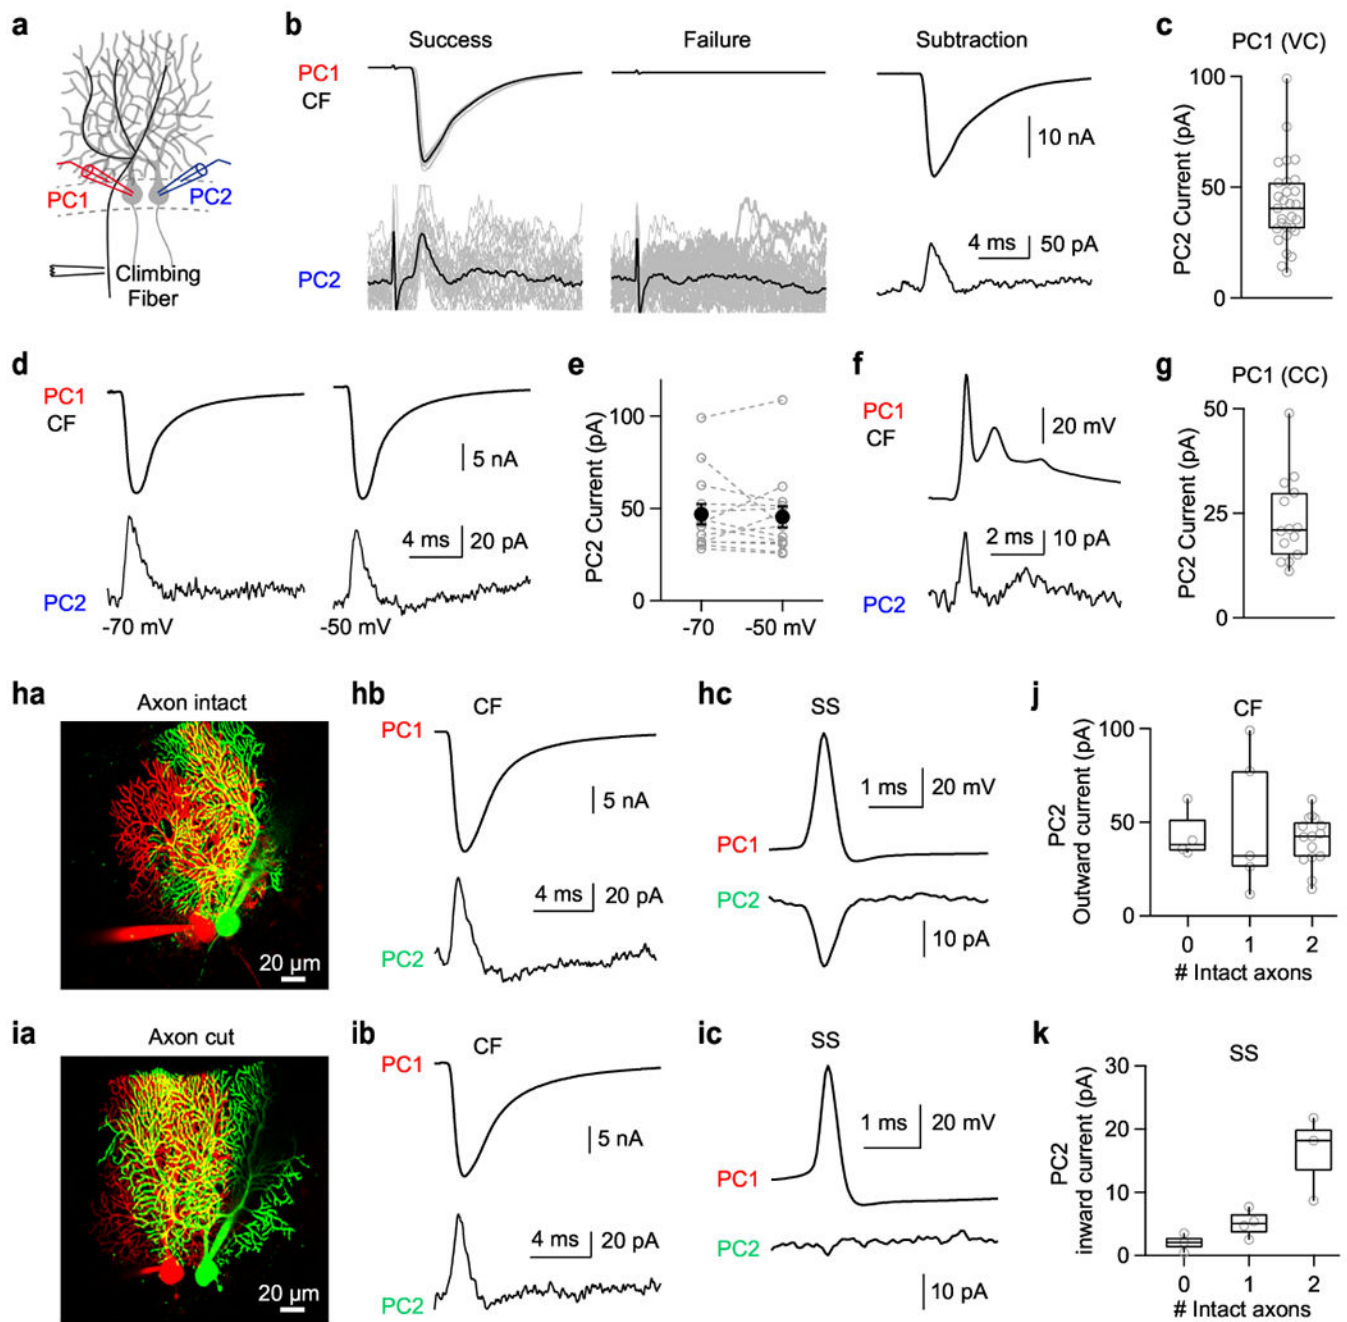 a
PC1
PC2
Climbing
Fiber
b
Success
Failure
Subtraction
PC1
CF
10 nA
PC2
4 ms
50 pA
c
PC1 (VC)
PC2 Current (pA)
100
50
0
d
PC1
CF
5 nA
PC2
4 ms
20 pA
-70 mV
-50 mV
e
PC2 Current (pA)
100
50
0
-70
-50 mV
f
PC1
CF
20 mV
PC2
2 ms
10 pA
g
PC1 (CC)
PC2 Current (pA)
50
25
0
ha
Axon intact
20 µm
hb
CF
PC1
5 nA
PC2
4 ms
20 pA
hc
SS
PC1
1 ms
20 mV
PC2
10 pA
j
CF
PC2
Outward current (pA)
100
50
0
0
1
2
# Intact axons
ia
Axon cut
20 µm
ib
CF
PC1
5 nA
PC2
4 ms
20 pA
ic
SS
PC1
1 ms
20 mV
PC2
10 pA
k
SS
PC2
inward current (pA)
30
20
10
0
0
1
2
# Intact axons